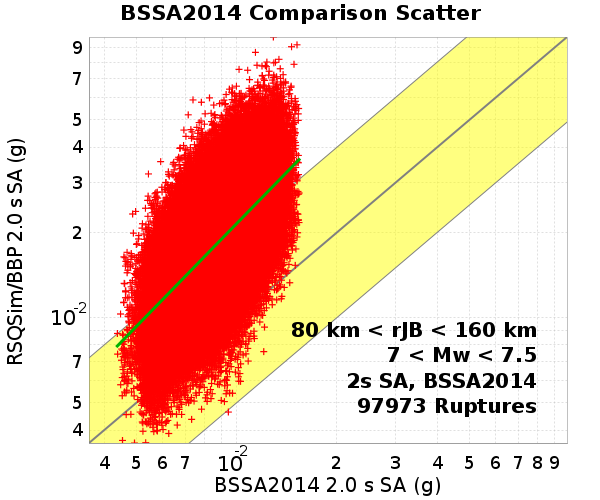 BSSA2014 Comparison Scatter
RSQSim/BBP 2.0 s SA (g)
9
7
5
4
3
2
10-2
7
5
4
80 km < rJB < 160 km
7 < Mw < 7.5
2s SA, BSSA2014
97973 Ruptures
4 5 6 7 10-2 2 3 4 5 6 7 8 9
BSSA2014 2.0 s SA (g)